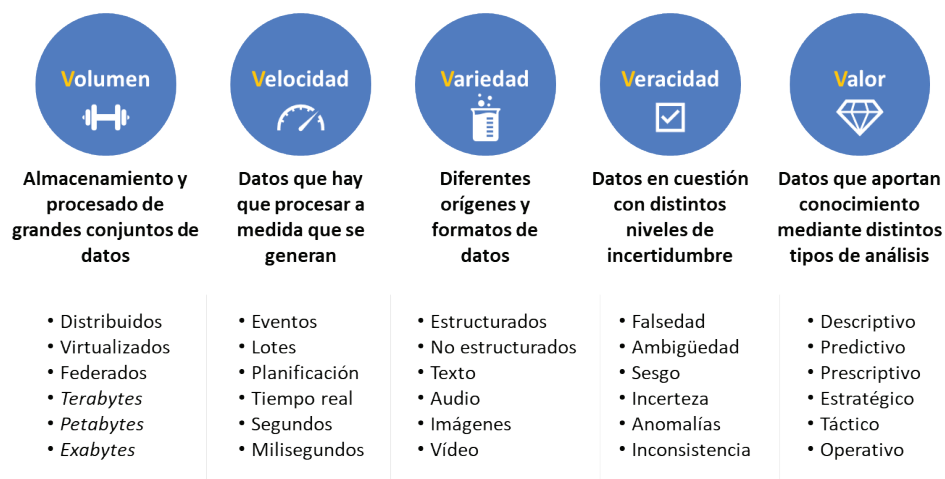 Volumen
Almacenamiento y
procesado de
grandes conjuntos de
datos
• Distribuidos
• Virtualizados
• Federados
• Terabytes
• Petabytes
• Exabytes
Velocidad
Datos que hay
que procesar a
medida que se
generan
• Eventos
• Lotes
• Planificación
• Tiempo real
• Segundos
• Milisegundos
Variedad
Diferentes
orígenes y
formatos de
datos
• Estructurados
• No estructurados
• Texto
• Audio
• Imágenes
• Vídeo
Veracidad
Datos en cuestión
con distintos
niveles de
incertidumbre
• Falsedad
• Ambigüedad
• Sesgo
• Incerteza
• Anomalías
• Inconsistencia
Valor
Datos que aportan
conocimiento
mediante distintos
tipos de análisis
• Descriptivo
• Predictivo
• Prescriptivo
• Estratégico
• Táctico
• Operativo